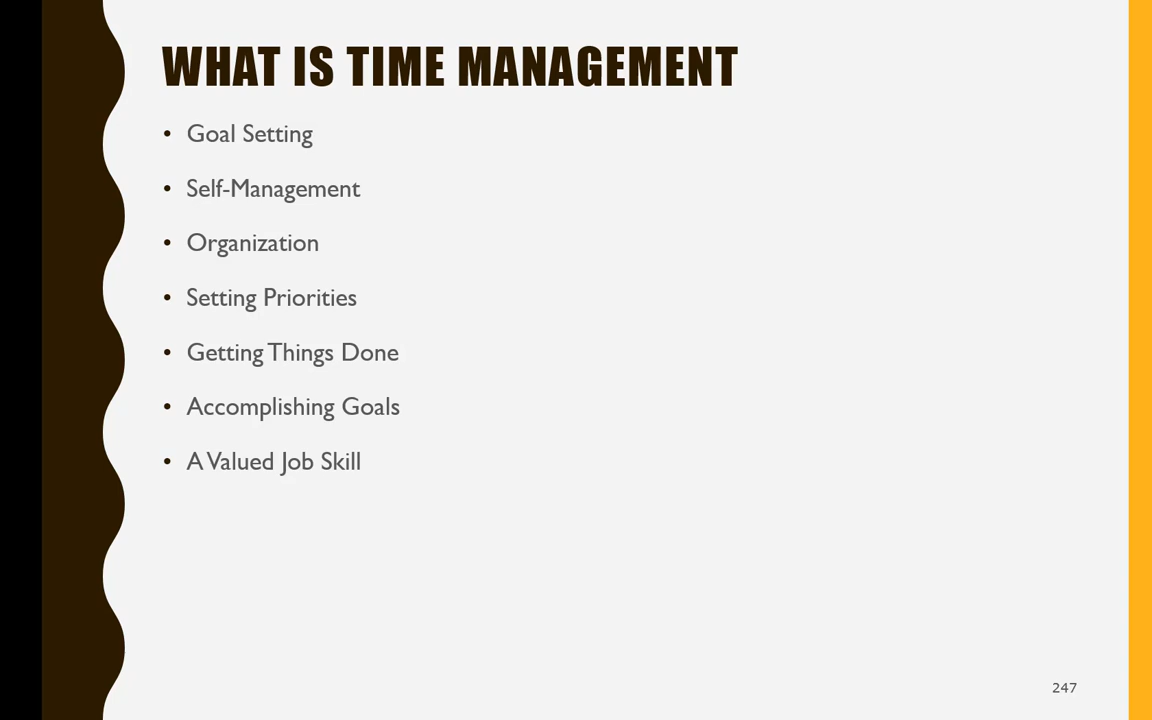 WHAT IS TIME MANAGEMENT
• Goal Setting
• Self-Management
• Organization
• Setting Priorities
• Getting Things Done
• Accomplishing Goals
• A Valued Job Skill
247